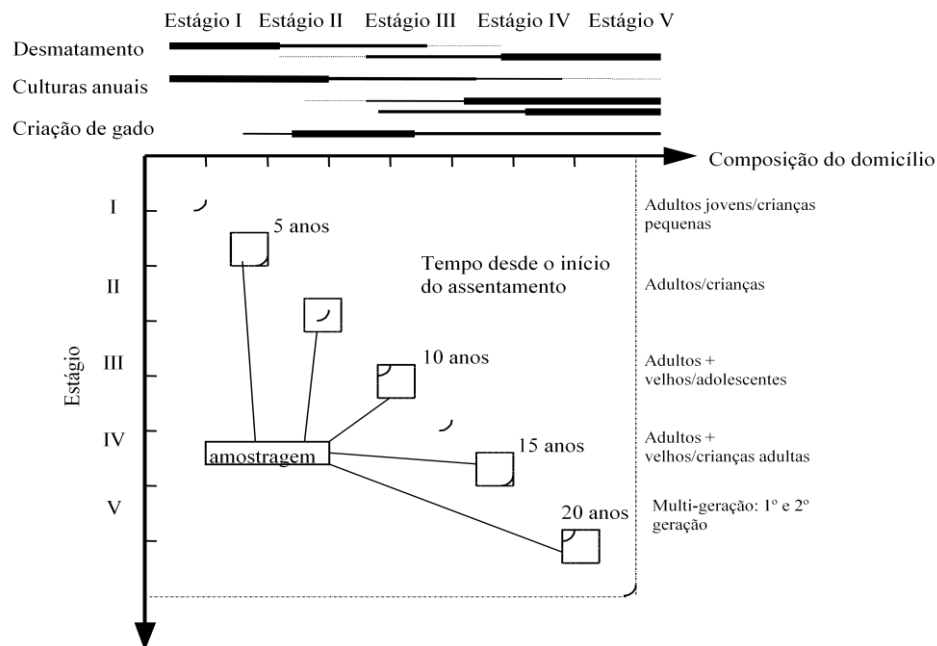 Estágio I Estágio II Estágio III Estágio IV Estágio V
Desmatamento
Culturas anuais
Criação de gado
Composição do domicílio
I
Adultos jovens/crianças
pequenas
5 anos
Tempo desde o início
do assentamento
II
Adultos/crianças
Estágio
III
10 anos
Adultos +
velhos/adolescentes
IV
amostragem
15 anos
Adultos +
velhos/crianças adultas
V
20 anos
Multi-geração: 1º e 2º
geração